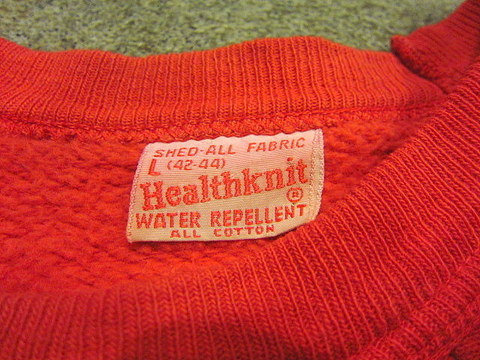 SHED-ALL FABRIC
L (42-44)
Healthknit ®
WATER REPELLENT
ALL COTTON